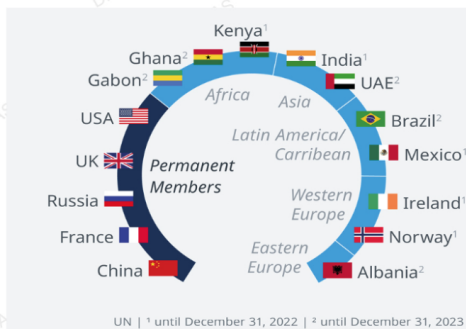 Kenya¹
Ghana²
India¹
Gabon²
UAE²
Africa
Asia
USA
Brazil²
Latin America/
Carribean
UK
Mexico¹
Permanent
Members
Western
Europe
Russia
Ireland¹
France
Norway¹
Eastern
Europe
China
Albania²
UN | ¹ until December 31, 2022 | ² until December 31, 2023